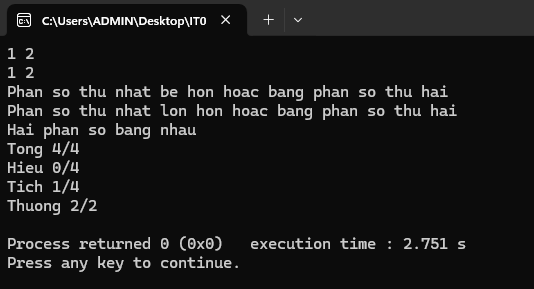 C:\Users\ADMIN\Desktop\IT0
1 2
1 2
Phan so thu nhat be hon hoac bang phan so thu hai
Phan so thu nhat lon hon hoac bang phan so thu hai
Hai phan so bang nhau
Tong 4/4
Hieu 0/4
Tich 1/4
Thuong 2/2
Process returned 0 (0x0)   execution time : 2.751 s
Press any key to continue.